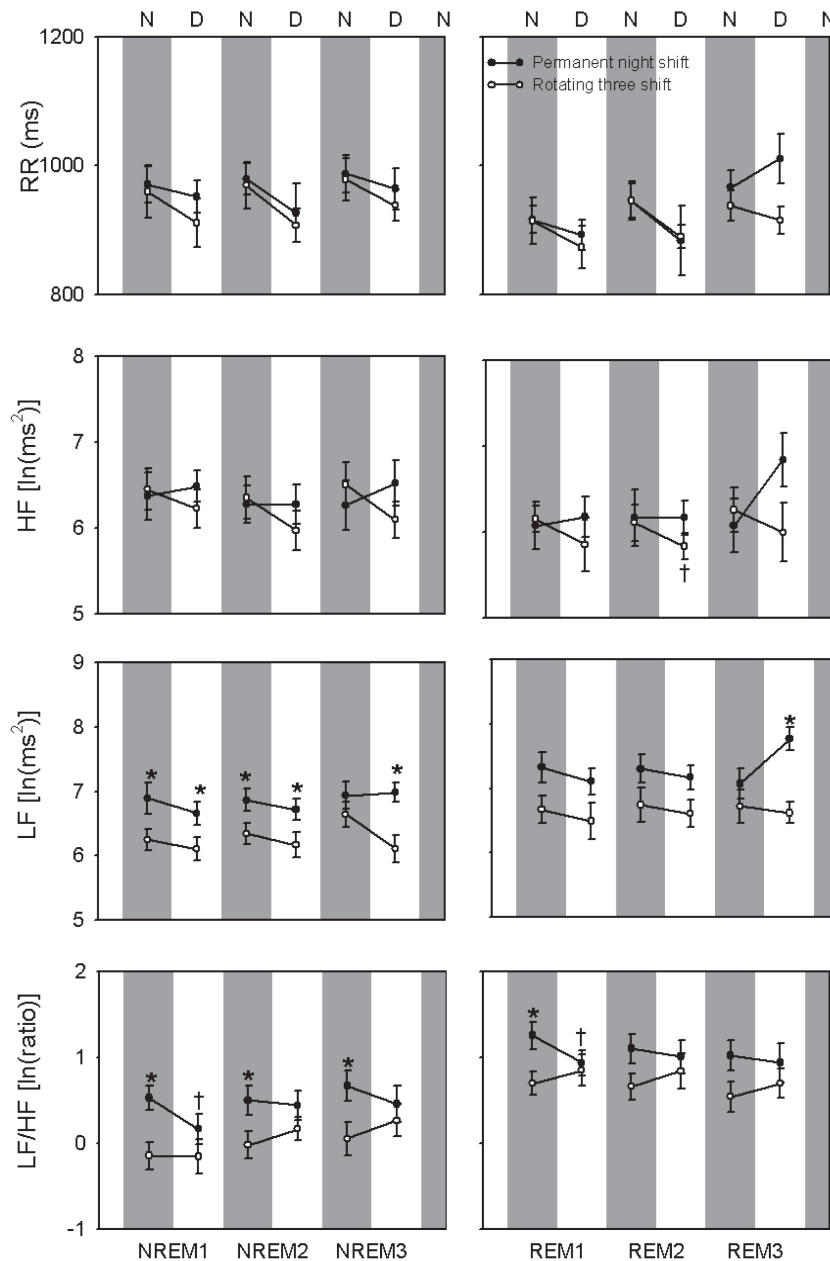 N D N D N D N N D N D N D N
1200
1000
800
RR (ms)
Permanent night shift
Rotating three shift
8
7
6
5
HF [ln(ms²)]
†
9
8
7
6
5
LF [ln(ms²)]
* * * * * *
2
1
0
-1
LF/HF [ln(ratio)]
* † * * * †
NREM1 NREM2 NREM3 REM1 REM2 REM3